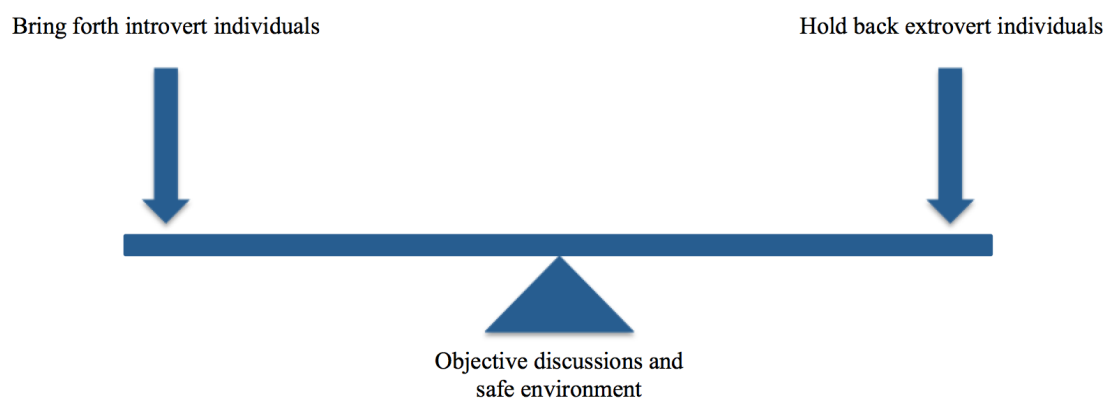 Bring forth introvert individuals
Hold back extrovert individuals
Objective discussions and
safe environment